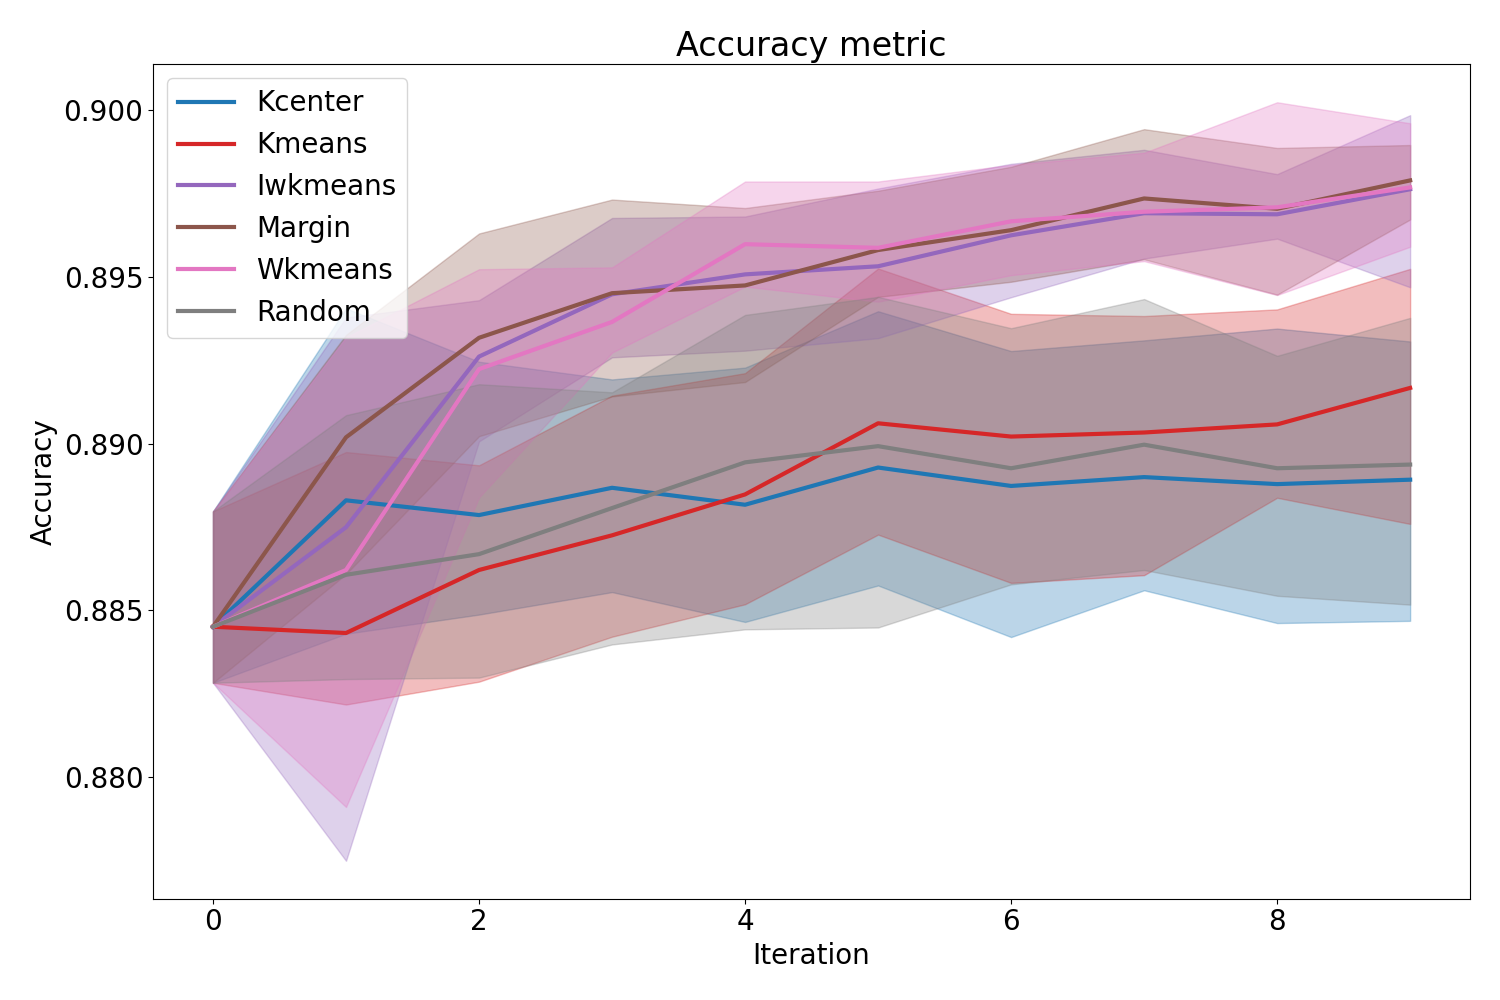 Accuracy metric
Kcenter
Kmeans
Iwkmeans
Margin
Wkmeans
Random
0.900
0.895
0.890
0.885
0.880
Accuracy
0 2 4 6 8
Iteration